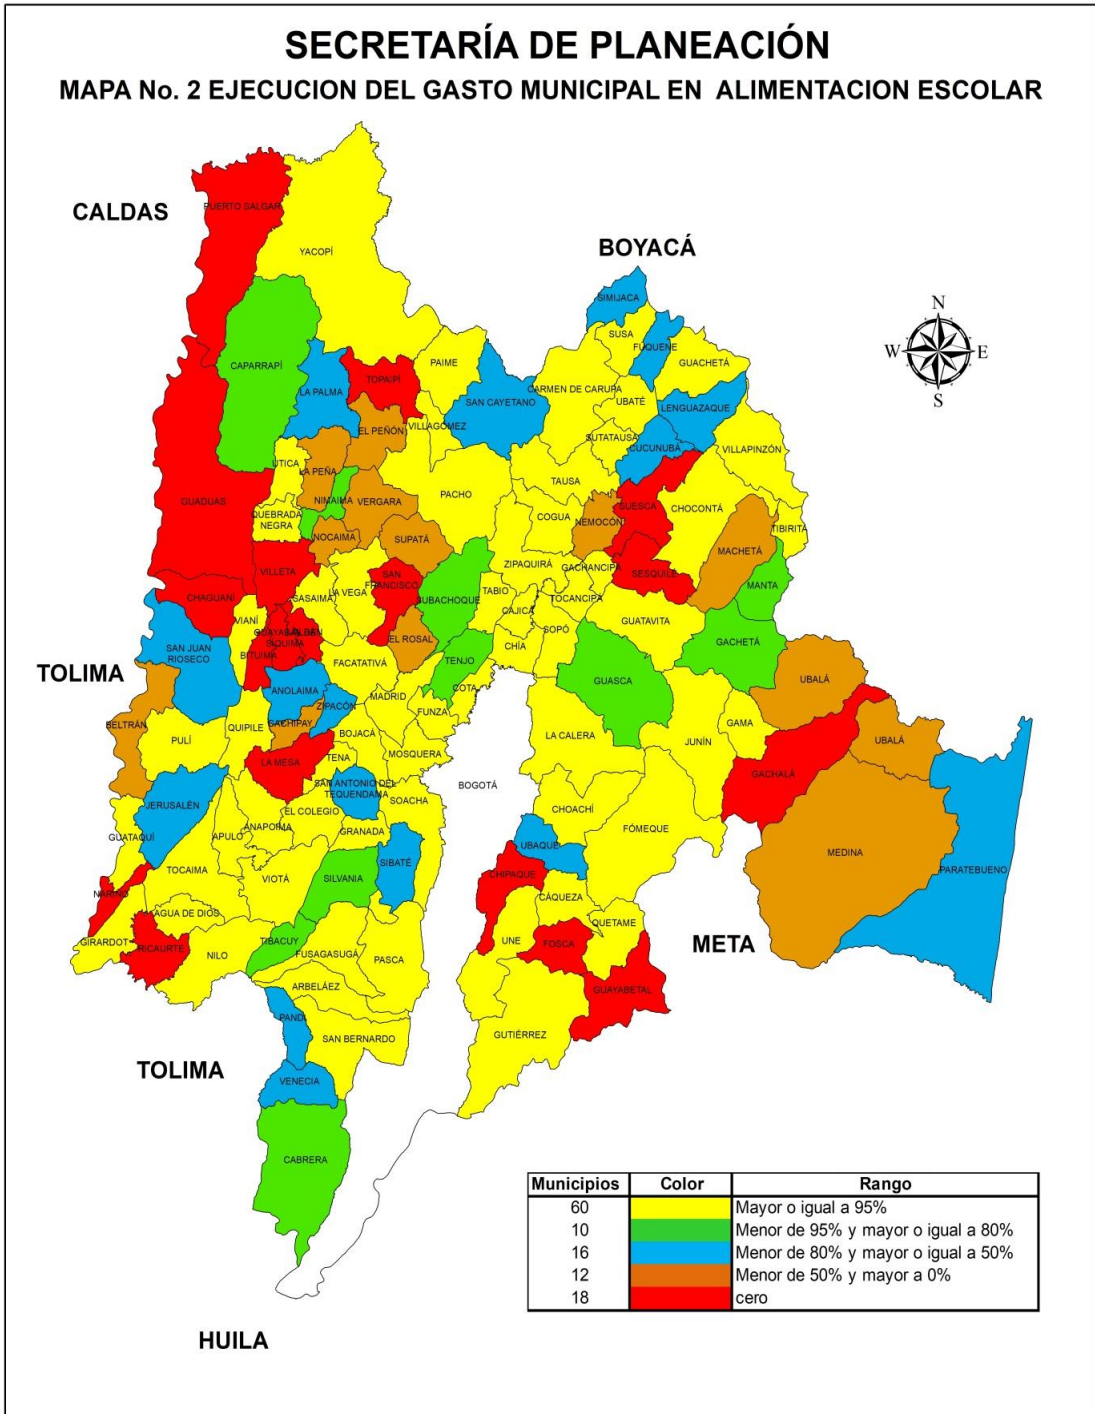 SECRETARÍA DE PLANEACIÓN
MAPA No. 2 EJECUCION DEL GASTO MUNICIPAL EN ALIMENTACION ESCOLAR
CALDAS
PUERTO SALGAR
BOYACÁ
YACOPÍ
SIMIJACA
N
W
E
S
SUSA
FÚQUENE
GUACHETÁ
PAIME
CAPARRAPÍ
TOPAIPÍ
LA PALMA
CARMEN DE CARUPA
SAN CAYETANO
UBATÉ
LENGUAZAQUE
VILLAGÓMEZ
EL PEÑÓN
SUTATAUSA
CUCUNUBÁ
VILLAPINZÓN
UTICA
LA PEÑA
TAUSA
PACHO
GUADUAS
NIMAIMA
VERGARA
SUESCA
CHOCONTÁ
QUEBRADA
NEGRA
COGUA
NEMOCÓN
TIBIRITA
NOCAIMA
SUPATÁ
MACHETÁ
ZIPAQUIRÁ
GACHANCIPA
VILLETA
SAN
FRANCISCO
SESQUILÉ
MANTA
CHAGUANÍ
SASAIMA
LA VEGA
SUBACHOQUE
TABIO
TOCANCIPA
CAJICÁ
VIANÍ
GUATAVITA
SOPÓ
SIQUIMA
EL ROSAL
CHÍA
GACHETÁ
SAN JUAN
RIOSECO
BITUIMA
FACATATIVÁ
TENJO
TOLIMA
GUASCA
UBALÁ
ANOLAIMA
COTA
MADRID
ZIPACÓN
FUNZA
BELTRÁN
CACHIPAY
QUIPILE
BOJACÁ
GAMA
LA CALERA
JUNÍN
UBALÁ
PULÍ
MOSQUERA
TENA
LA MESA
GACHALÁ
BOGOTÁ
SAN ANTONIO DEL
TEQUENDAMA
SOACHA
JERUSALÉN
EL COLEGIO
CHOACHÍ
ANAPOIMA
GUATAQUÍ
APULO
GRANADA
FÓMEQUE
UBAQUE
MEDINA
SIBATÉ
TOCAIMA
PARATEBUENO
VIOTÁ
SILVANIA
CHIPAQUE
NARIÑO
CÁQUEZA
AGUA DE DIOS
QUETAME
GIRARDOT
RICAURTE
TIBACUY
UNE
FOSCA
META
NILO
FUSAGASUGÁ
PASCA
ARBELÁEZ
GUAYABETAL
PANDI
GUTIÉRREZ
SAN BERNARDO
TOLIMA
VENECIA
CABRERA
Municipios Color Rango
60 Mayor o igual a 95%
10 Menor de 95% y mayor o igual a 80%
16 Menor de 80% y mayor o igual a 50%
12 Menor de 50% y mayor a 0%
18 cero
HUILA